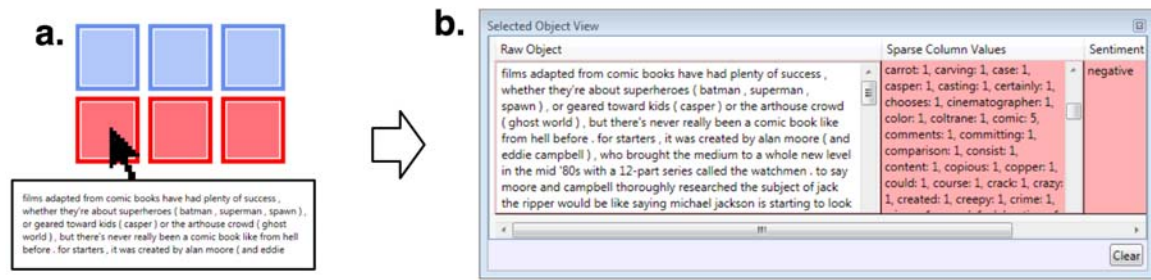 a.
films adapted from comic books have had plenty of success ,
whether they're about superheroes ( batman , superman , spawn ) ,
or geared toward kids ( casper ) or the arthouse crowd ( ghost
world ) , but there's never really been a comic book like from hell
before . for starters , it was created by alan moore ( and eddie
b.
Selected Object View
Raw Object
films adapted from comic books have had plenty of success ,
whether they're about superheroes ( batman , superman ,
spawn ) , or geared toward kids ( casper ) or the arthouse crowd
( ghost world ) , but there's never really been a comic book like
from hell before . for starters , it was created by alan moore ( and
eddie campbell ) , who brought the medium to a whole new level
in the mid '80s with a 12-part series called the watchmen . to say
moore and campbell thoroughly researched the subject of jack
the ripper would be like saying michael jackson is starting to look
Sparse Column Values
carrot: 1, carving: 1, case: 1,
casper: 1, casting: 1, certainly: 1,
chooses: 1, cinematographer: 1,
color: 1, coltrane: 1, comic: 5,
comments: 1, committing: 1,
comparison: 1, consist: 1,
content: 1, copious: 1, copper: 1,
could: 1, course: 1, crack: 1, crazy:
1, created: 1, creepy: 1, crime: 1,
Sentiment
negative
Clear